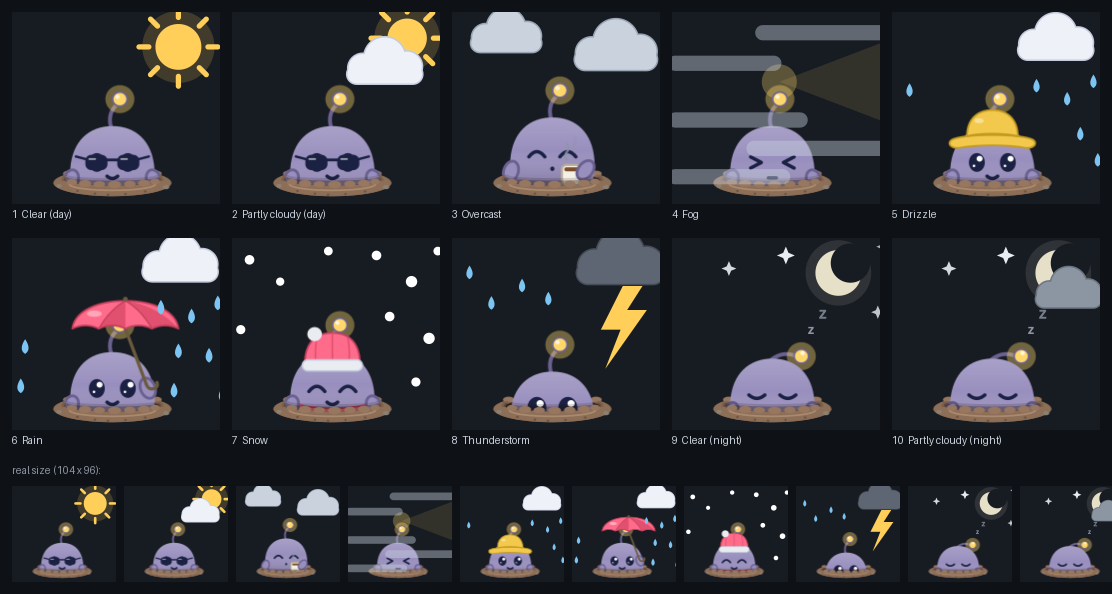 1 Clear (day)
2 Partly cloudy (day)
3 Overcast
4 Fog
5 Drizzle
z
z
z
z
6 Rain
7 Snow
8 Thunderstorm
9 Clear (night)
10 Partly cloudy (night)
real size (104x96):
z
z
z
z